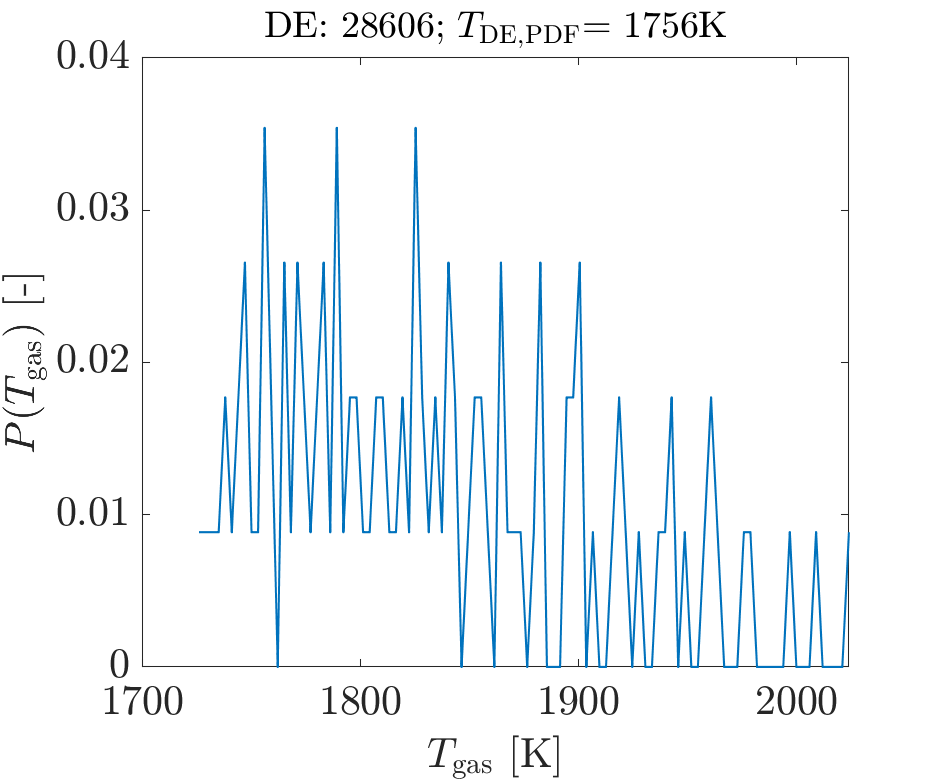 DE: 28606; T_DE,PDF= 1756K
0.04
0.03
0.02
0.01
0
P(T_gas) [-]
1700 1800 1900 2000
T_gas [K]